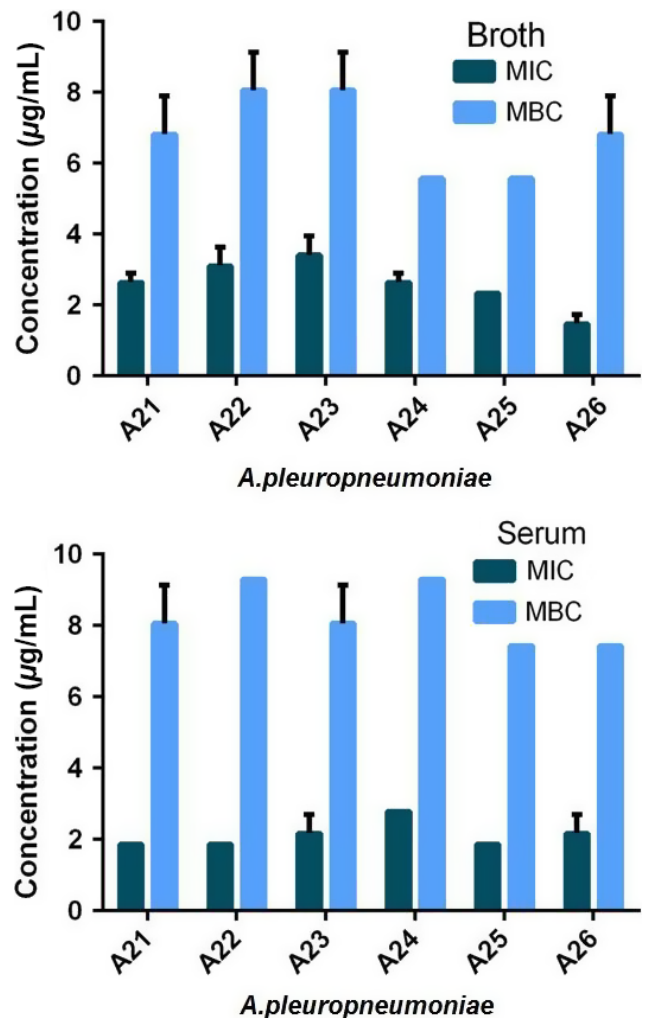 Broth
MIC
MBC
Concentration (µg/mL)
10
8
6
4
2
0
A21 A22 A23 A24 A25 A26
A.pleuropneumoniae
Serum
MIC
MBC
Concentration (µg/mL)
10
8
6
4
2
0
A21 A22 A23 A24 A25 A26
A.pleuropneumoniae